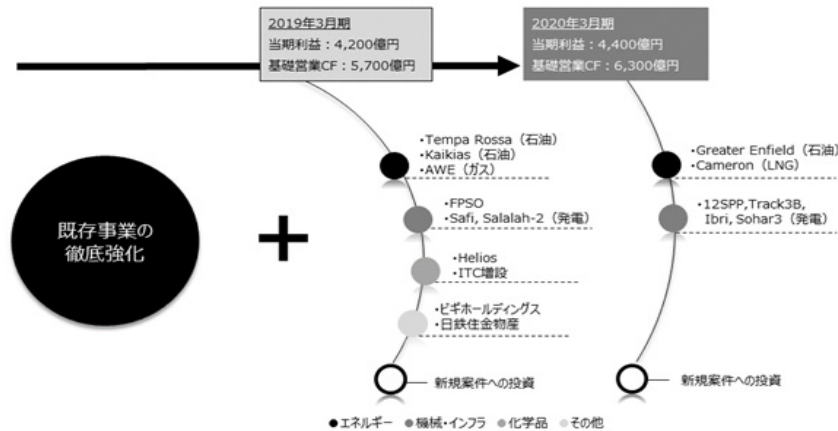 2019年3月期
当期利益：4,200億円
基礎営業CF：5,700億円
2020年3月期
当期利益：4,400億円
基礎営業CF：6,300億円
既存事業の
徹底強化
+
・Tempa Rossa（石油）
・Kaikias（石油）
・AWE（ガス）
・FPSO
・Safi, Salalah-2（発電）
・Helios
・ITC増設
・ビギホールディングス
・日鉄住金物産
新規案件への投資
・Greater Enfield（石油）
・Cameron（LNG）
・12SPP,Track3B,
Ibri, Sohar3（発電）
新規案件への投資
●エネルギー ●機械・インフラ ●化学品 ●その他